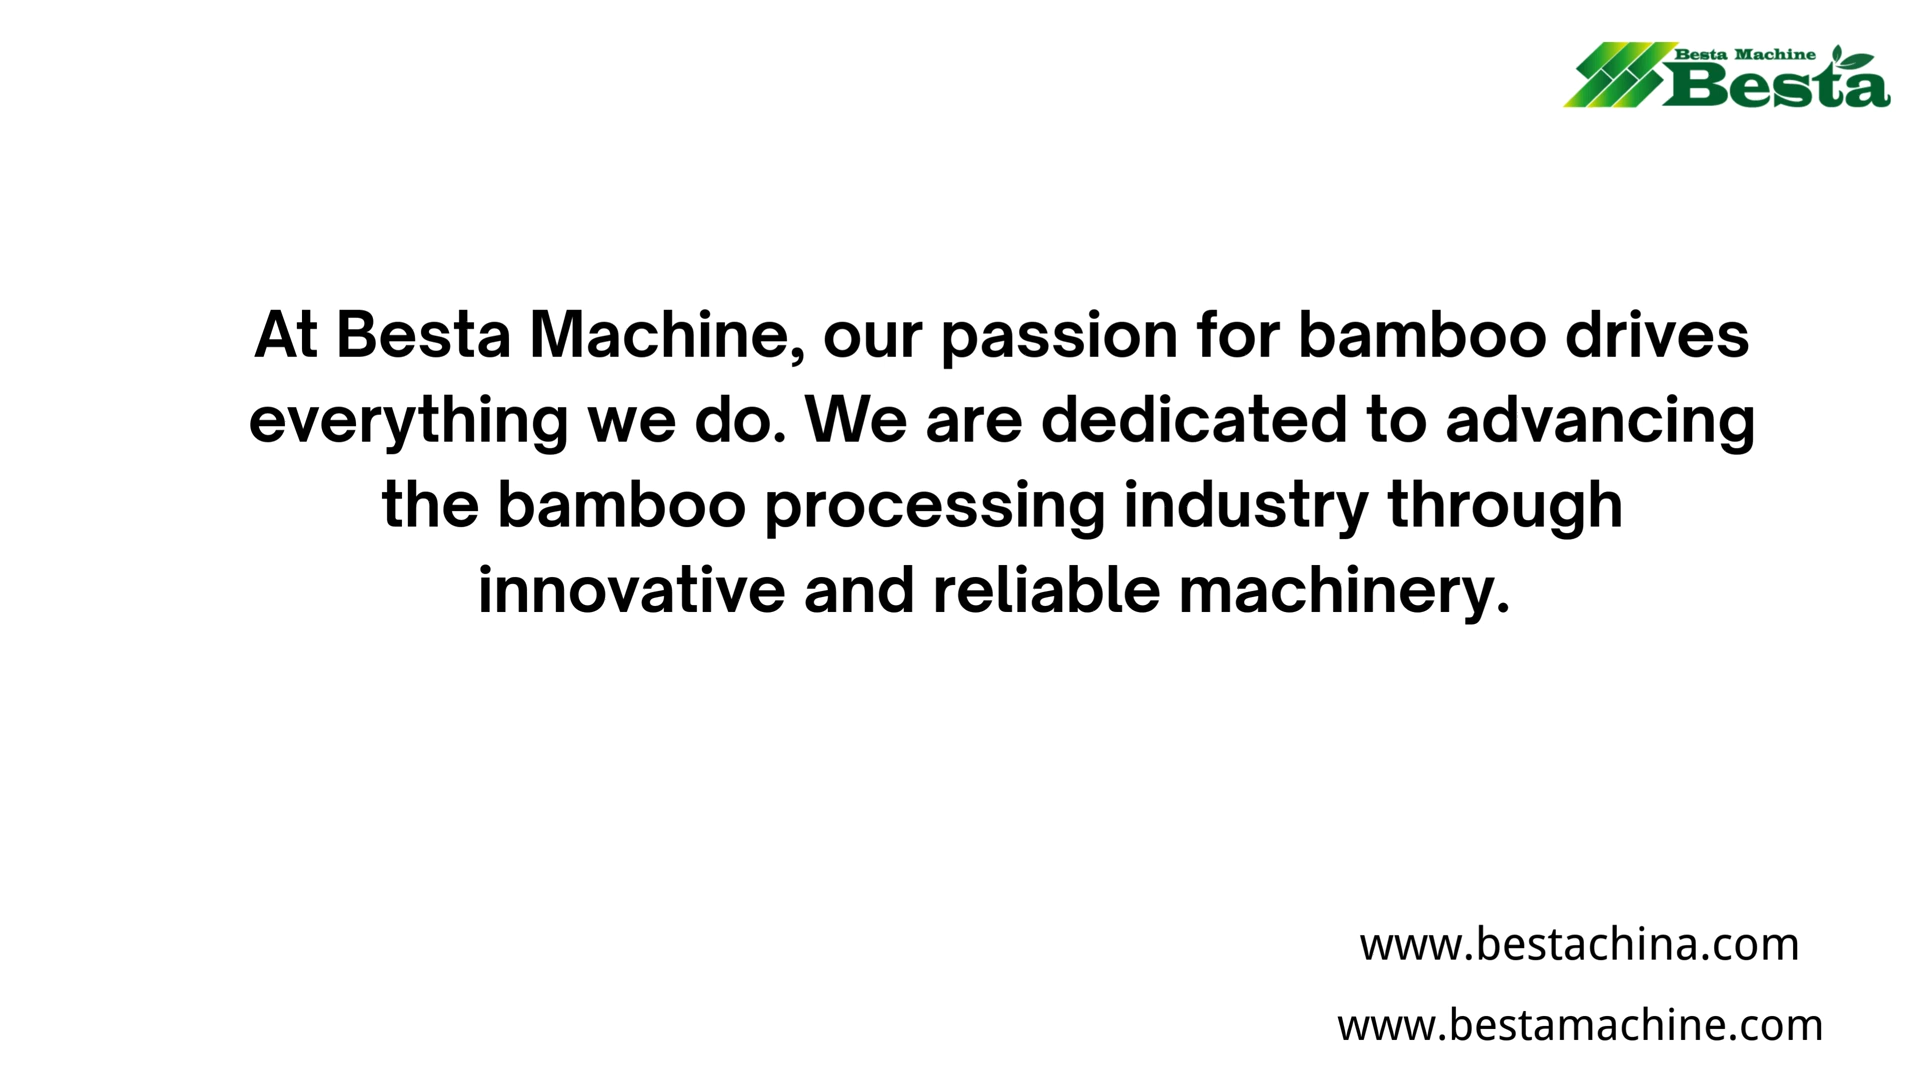 Besta Machine
Besta
At Besta Machine, our passion for bamboo drives
everything we do. We are dedicated to advancing
the bamboo processing industry through
innovative and reliable machinery.
www.bestachina.com
www.bestamachine.com